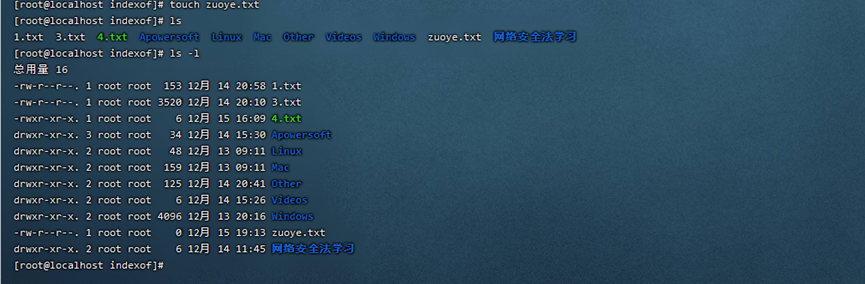 [root@localhost indexof]# touch zuoye.txt
[root@localhost indexof]# ls
1.txt 3.txt 4.txt Apowersoft Linux Mac Other Videos Windows zuoye.txt 网络安全法学习
[root@localhost indexof]# ls -l
总用量 16
-rw-r--r--. 1 root root 153 12月 14 20:58 1.txt
-rw-r--r--. 1 root root 3520 12月 14 20:10 3.txt
-rwxr-xr-x. 1 root root 6 12月 15 16:09 4.txt
drwxr-xr-x. 3 root root 34 12月 14 15:30 Apowersoft
drwxr-xr-x. 2 root root 48 12月 13 09:11 Linux
drwxr-xr-x. 2 root root 159 12月 13 09:11 Mac
drwxr-xr-x. 2 root root 125 12月 14 20:41 Other
drwxr-xr-x. 2 root root 6 12月 14 15:26 Videos
drwxr-xr-x. 2 root root 4096 12月 13 20:16 Windows
-rw-r--r--. 1 root root 0 12月 15 19:13 zuoye.txt
drwxr-xr-x. 2 root root 6 12月 14 11:45 网络安全法学习
[root@localhost indexof]#